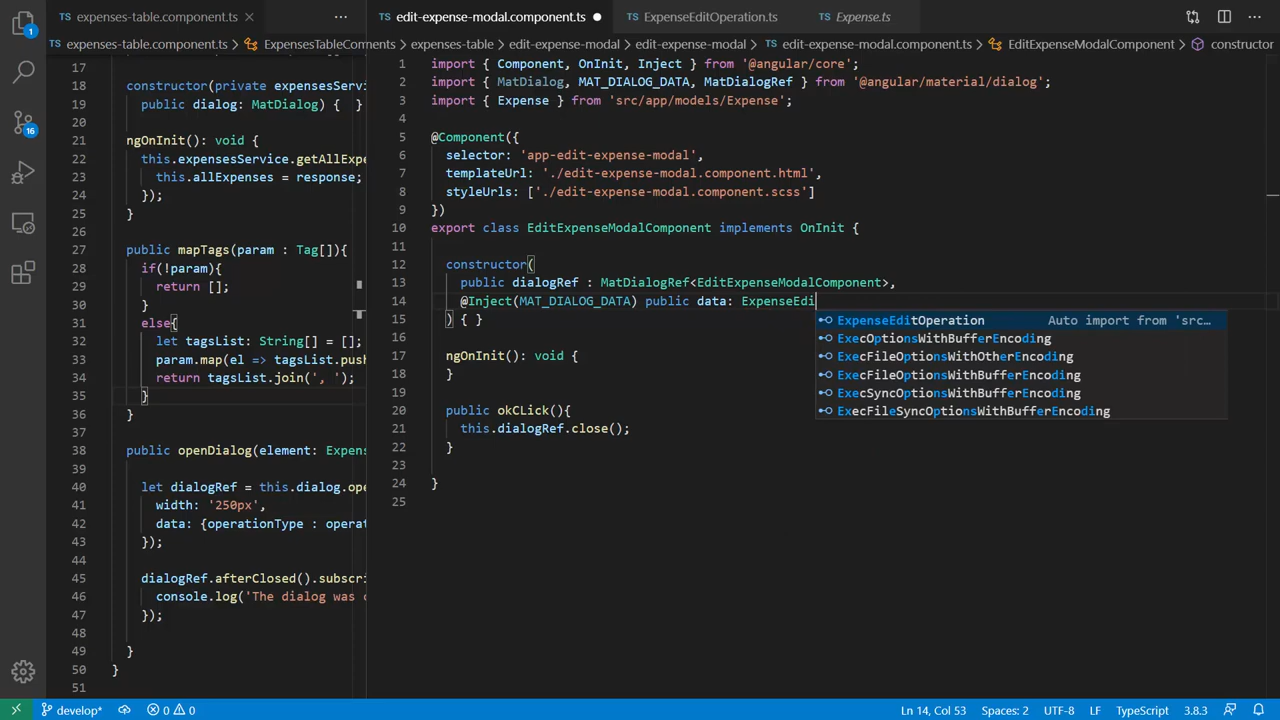 expenses-table.component.ts
edit-expense-modal.component.ts
ExpenseEditOperation.ts
Expense.ts
expenses-table.component.ts > ExpensesTableComponents
expenses-table > edit-expense-modal > edit-expense-modal > edit-expense-modal.component.ts > EditExpenseModalComponent > constructor
1
16
17
18 constructor(private expensesServi
19 public dialog: MatDialog) { }
20
21 ngOnInit(): void {
22 this.expensesService.getAllExpe
23 this.allExpenses = response;
24 });
25 }
26
27 public mapTags(param : Tag[]){
28 if(!param){
29 return [];
30 }
31 else{
32 let tagsList: String[] = [];
33 param.map(el => tagsList.push
34 return tagsList.join(', ');
35 }
36 }
37
38 public openDialog(element: Expens
39
40 let dialogRef = this.dialog.ope
41 width: '250px',
42 data: {operationType : operat
43 });
44
45 dialogRef.afterClosed().subscri
46 console.log('The dialog was c
47 });
48
49 }
50 }
51
1 import { Component, OnInit, Inject } from '@angular/core';
2 import { MatDialog, MAT_DIALOG_DATA, MatDialogRef } from '@angular/material/dialog';
3 import { Expense } from 'src/app/models/Expense';
4
5 @Component({
6 selector: 'app-edit-expense-modal',
7 templateUrl: './edit-expense-modal.component.html',
8 styleUrls: ['./edit-expense-modal.component.scss']
9 })
10 export class EditExpenseModalComponent implements OnInit {
11
12 constructor(
13 public dialogRef : MatDialogRef<EditExpenseModalComponent>,
14 @Inject(MAT_DIALOG_DATA) public data: ExpenseEdi
15 ) { }
16
17 ngOnInit(): void {
18 }
19
20 public okCLick(){
21 this.dialogRef.close();
22 }
23
24 }
25
ExpenseEditOperation Auto import from 'src...
ExecOptionsWithBufferEncoding
ExecFileOptionsWithOtherEncoding
ExecFileOptionsWithBufferEncoding
ExecSyncOptionsWithBufferEncoding
ExecFileSyncOptionsWithBufferEncoding
develop* 0 0 Ln 14, Col 53 Spaces: 2 UTF-8 LF TypeScript 3.8.3